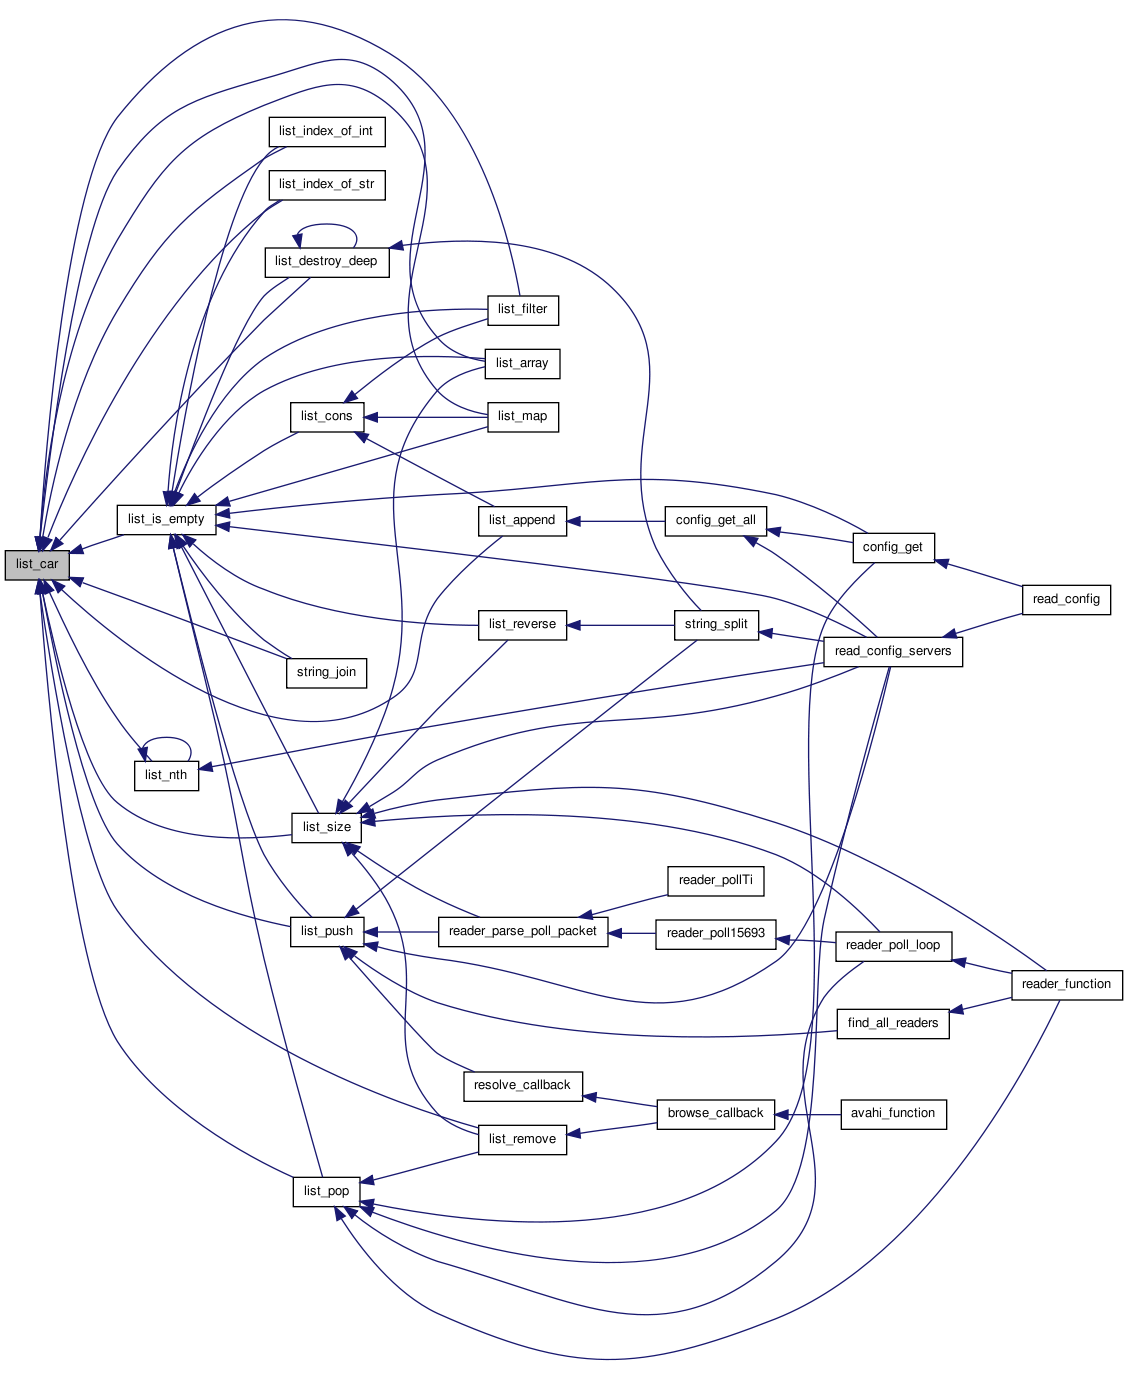 list_index_of_int
list_index_of_str
list_destroy_deep
list_filter
list_array
list_cons
list_map
list_is_empty
list_append
config_get_all
config_get
list_car
read_config
list_reverse
string_split
read_config_servers
string_join
list_nth
list_size
reader_pollTi
list_push
reader_parse_poll_packet
reader_poll15693
reader_poll_loop
reader_function
find_all_readers
resolve_callback
browse_callback
avahi_function
list_remove
list_pop